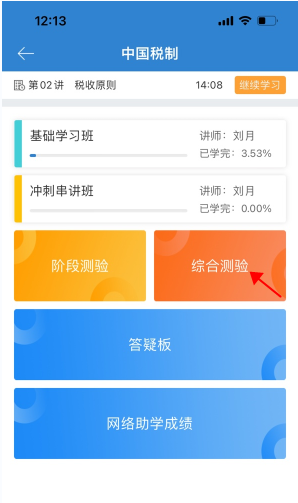 12:13
中国税制
第02讲 税收原则 14:08 继续学习
基础学习班 讲师：刘月
已学完：3.53%
冲刺串讲班 讲师：刘月
已学完：0.00%
阶段测验 综合测验
答疑板
网络助学成绩